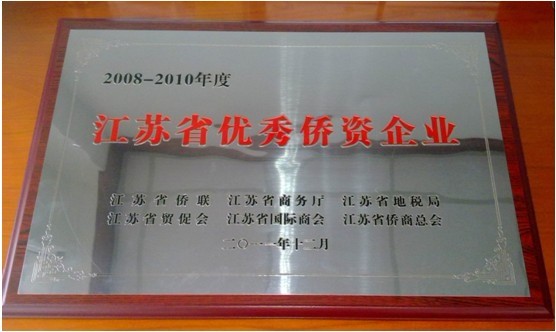 2008-2010年度
江苏省优秀侨资企业
江苏省侨联 江苏省商务厅 江苏省地税局
江苏省贸促会 江苏省国际商会 江苏省侨商总会
二〇一一年十二月